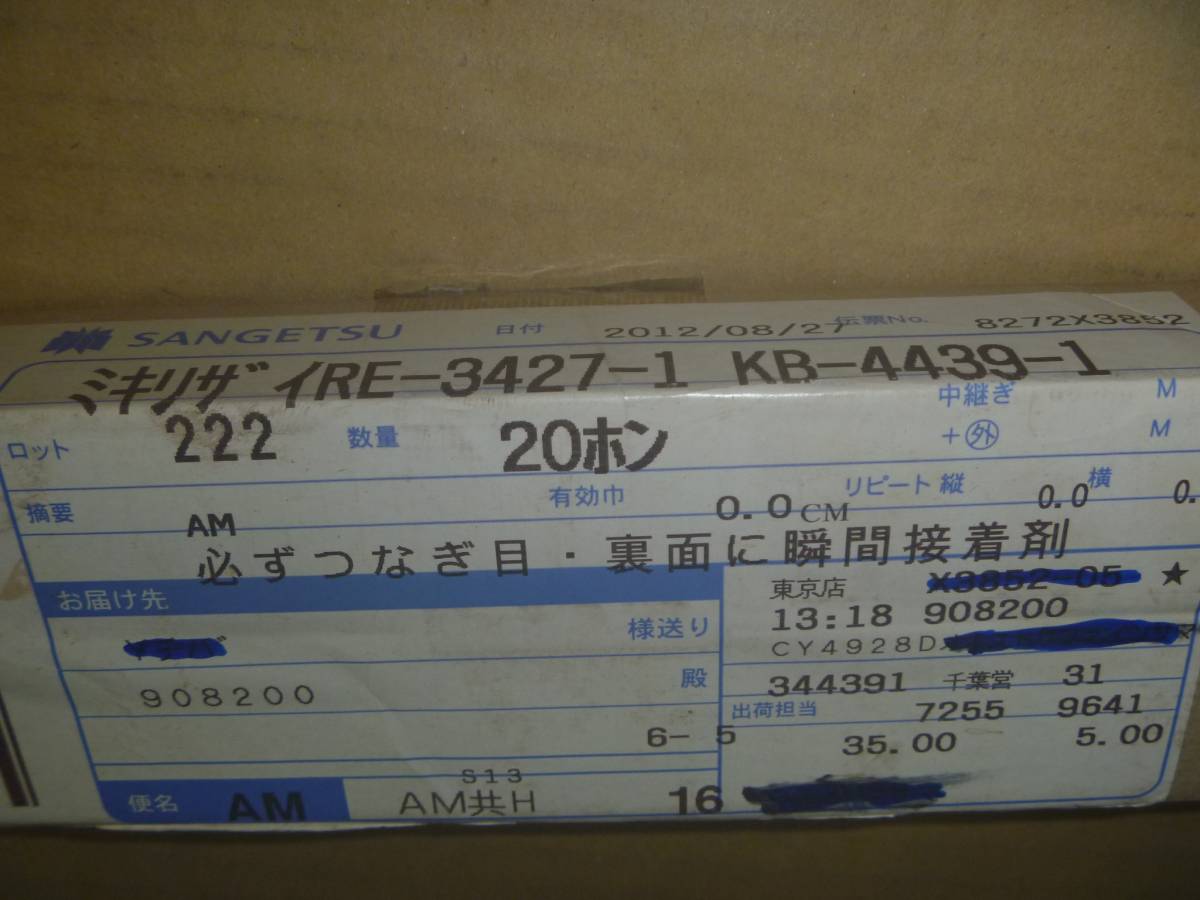 SANGETSU 日付 2012/08/27 伝票No. 8272X3852
ミキリザイRE-3427-1 KB-4439-1
ロット 222 数量 20ホン 中継ぎ M
+外 M
摘要 AM 有効巾 0.0CM リピート 縦 0.0 横 0.
必ずつなぎ目・裏面に瞬間接着剤
お届け先
様送り
908200 殿
6- 5
東京店 X3852-05 ★
13:18 908200
CY4928D
344391 千葉営 31
出荷担当 7255 9641
35.00 5.00
便名 AM S13 AM共H 16